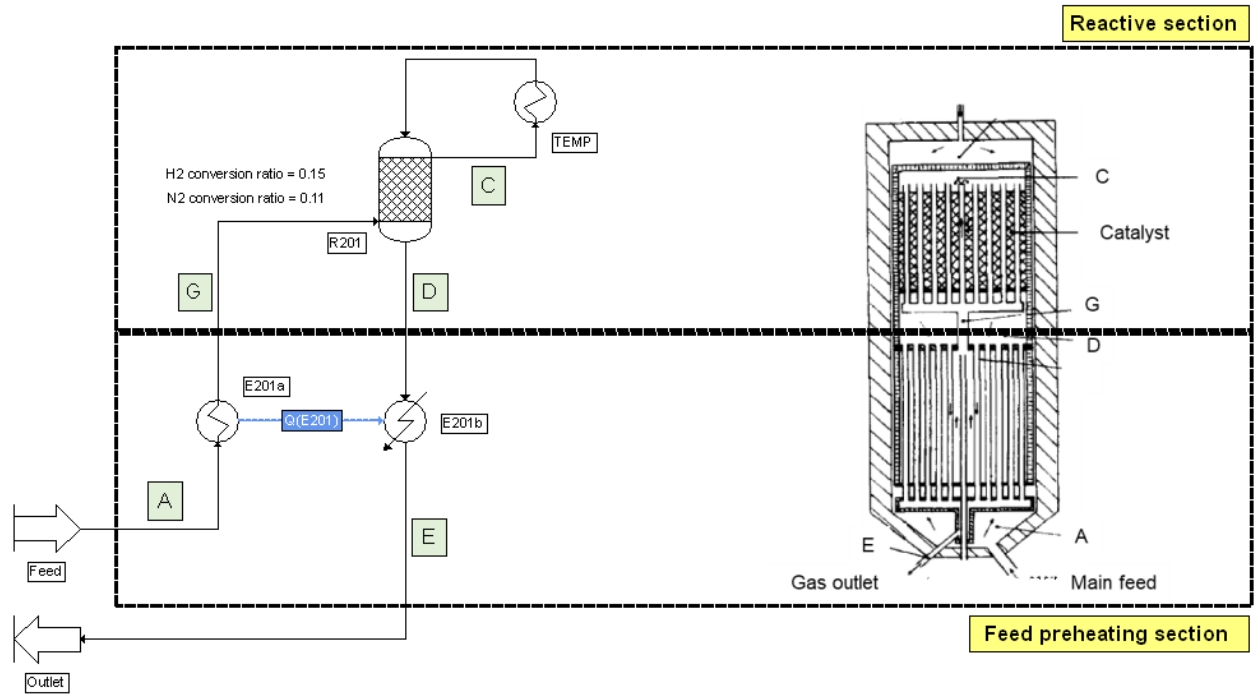 Reactive section
TEMP
H2 conversion ratio = 0.15
N2 conversion ratio = 0.11
C
R201
G
D
E201a
Q(E201)
E201b
A
E
Feed
Outlet
C
Catalyst
G
D
A
E
Gas outlet
Main feed
Feed preheating section